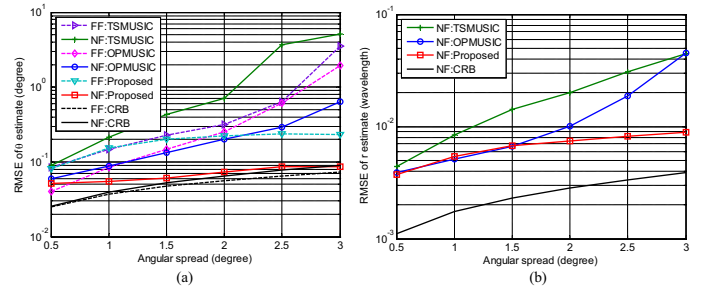 10^1
10^0
10^-1
10^-2
RMSE of θ estimate (degree)
FF:TSMUSIC
NF:TSMUSIC
FF:OPMUSIC
NF:OPMUSIC
FF:Proposed
NF:Proposed
FF:CRB
NF:CRB
0.5 1 1.5 2 2.5 3
Angular spread (degree)
(a)
10^-1
10^-2
10^-3
RMSE of r estimate (wavelength)
NF:TSMUSIC
NF:OPMUSIC
NF:Proposed
NF:CRB
0.5 1 1.5 2 2.5 3
Angular spread (degree)
(b)